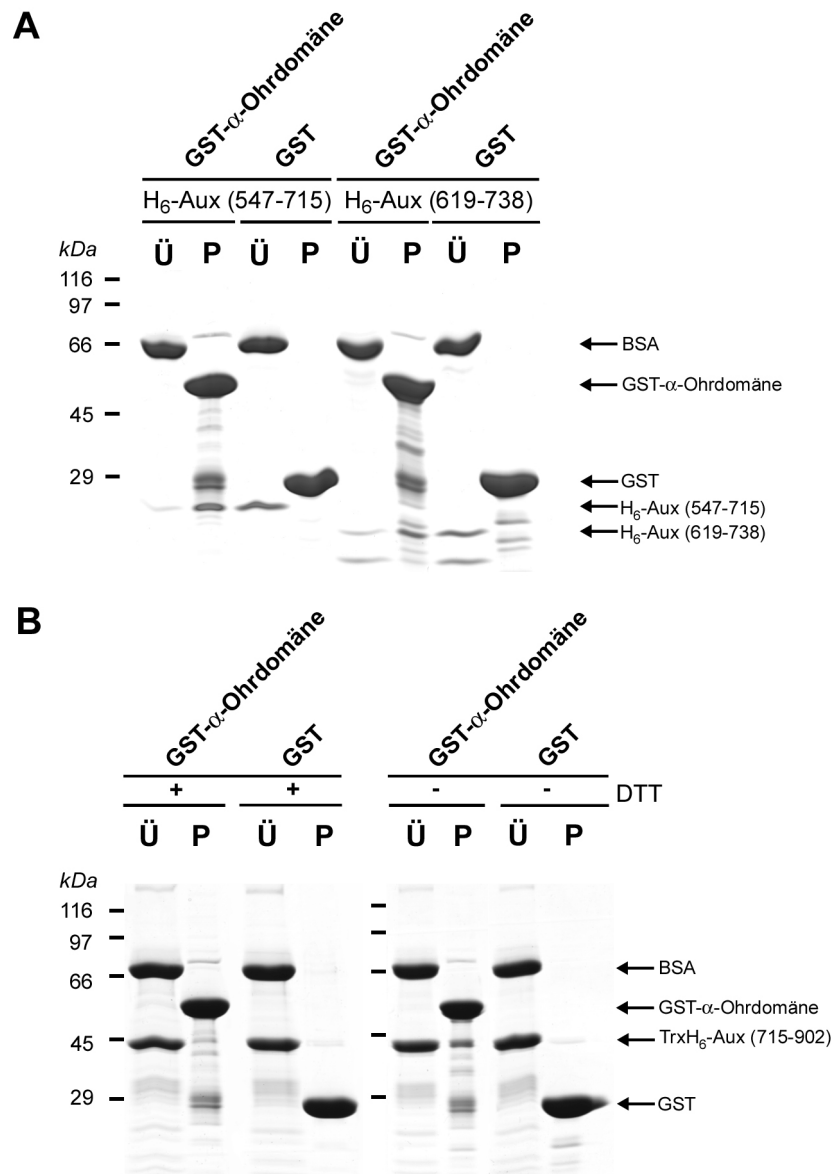 A
GST-α-Ohrdomäne
GST
GST-α-Ohrdomäne
GST
H6-Aux (547-715)
H6-Aux (619-738)
kDa
Ü P Ü P Ü P Ü P
116
97
66
45
29
BSA
GST-α-Ohrdomäne
GST
H6-Aux (547-715)
H6-Aux (619-738)
B
GST-α-Ohrdomäne
GST
GST-α-Ohrdomäne
GST
+ + - - DTT
Ü P Ü P Ü P Ü P
kDa
116
97
66
45
29
BSA
GST-α-Ohrdomäne
TrxH6-Aux (715-902)
GST